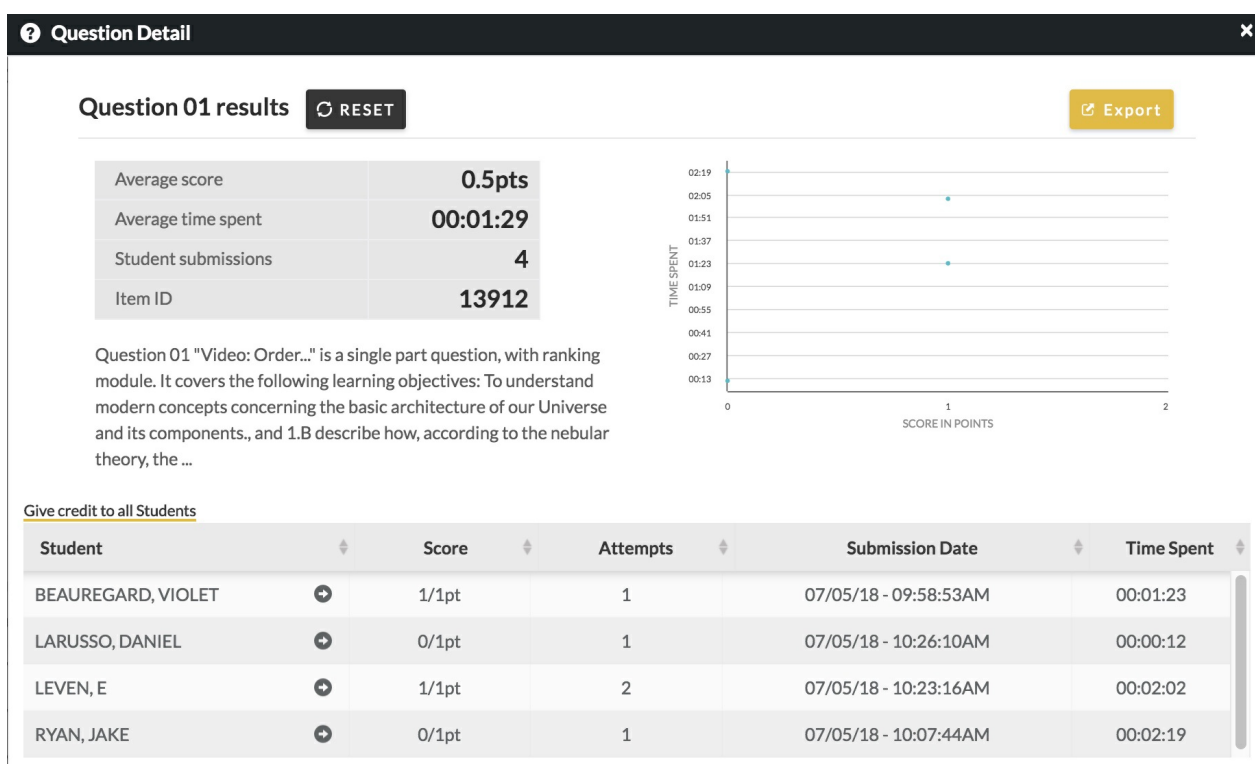 Question Detail
Question 01 results
RESET
Export
Average score 0.5pts
Average time spent 00:01:29
Student submissions 4
Item ID 13912
Question 01 "Video: Order..." is a single part question, with ranking
module. It covers the following learning objectives: To understand
modern concepts concerning the basic architecture of our Universe
and its components., and 1.B describe how, according to the nebular
theory, the ...
TIME SPENT
02:19
02:05
01:51
01:37
01:23
01:09
00:55
00:41
00:27
00:13
0 1 2
SCORE IN POINTS
Give credit to all Students
Student Score Attempts Submission Date Time Spent
BEAUREGARD, VIOLET 1/1pt 1 07/05/18 - 09:58:53AM 00:01:23
LARUSSO, DANIEL 0/1pt 1 07/05/18 - 10:26:10AM 00:00:12
LEVEN, E 1/1pt 2 07/05/18 - 10:23:16AM 00:02:02
RYAN, JAKE 0/1pt 1 07/05/18 - 10:07:44AM 00:02:19